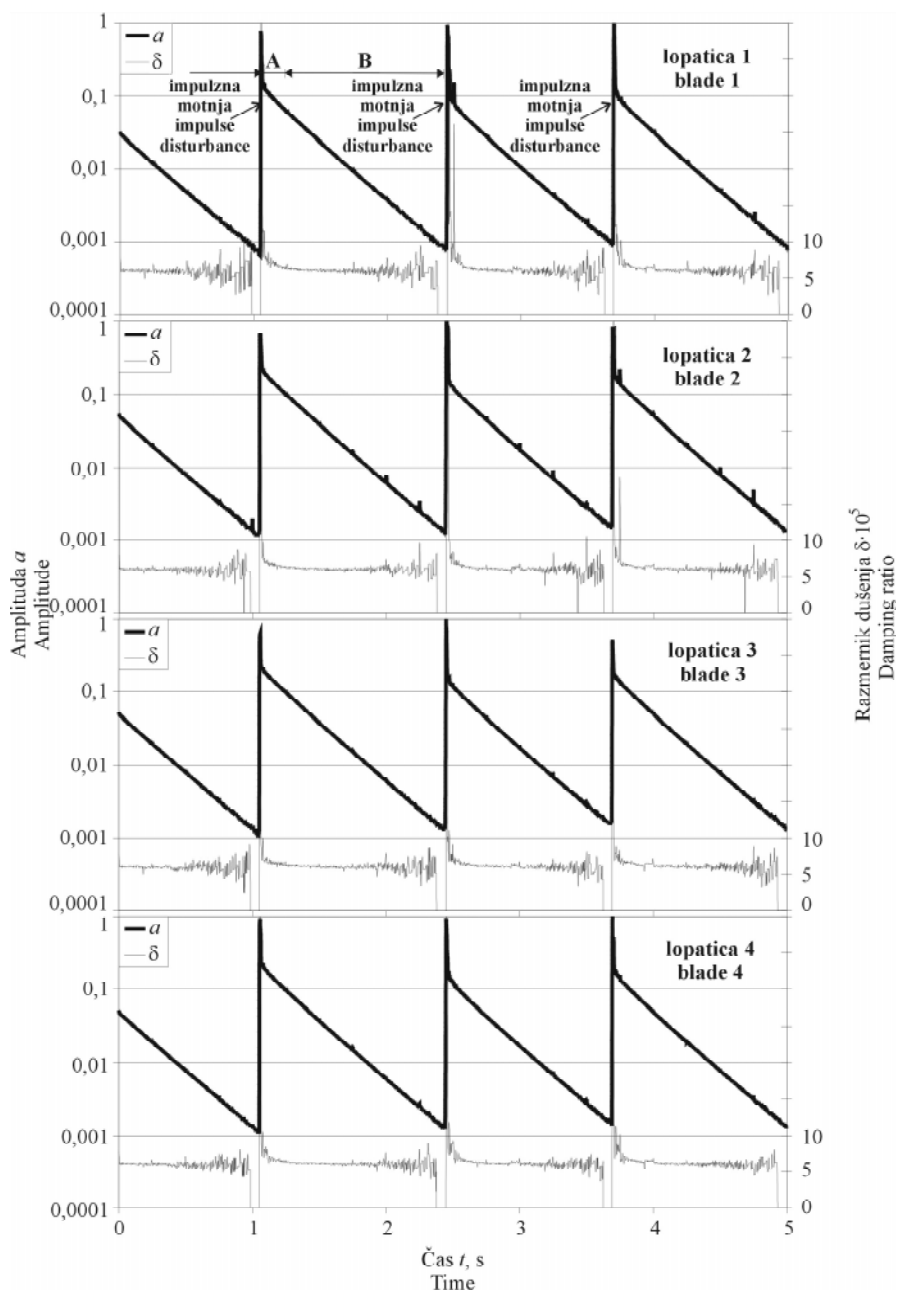 1
a
δ
A
B
lopatica 1
blade 1
impulzna
motnja
impulse
disturbance
impulzna
motnja
impulse
disturbance
impulzna
motnja
impulse
disturbance
0,1
0,01
0,001
0,0001
10
5
0
1
a
δ
lopatica 2
blade 2
0,1
0,01
0,001
0,0001
10
5
0
1
a
δ
lopatica 3
blade 3
0,1
0,01
0,001
0,0001
10
5
0
1
a
δ
lopatica 4
blade 4
0,1
0,01
0,001
0,0001
10
5
0
0 1 2 3 4 5
Čas t, s
Time
Amplituda a
Amplitude
Razmernik dušenja δ·10⁵
Damping ratio